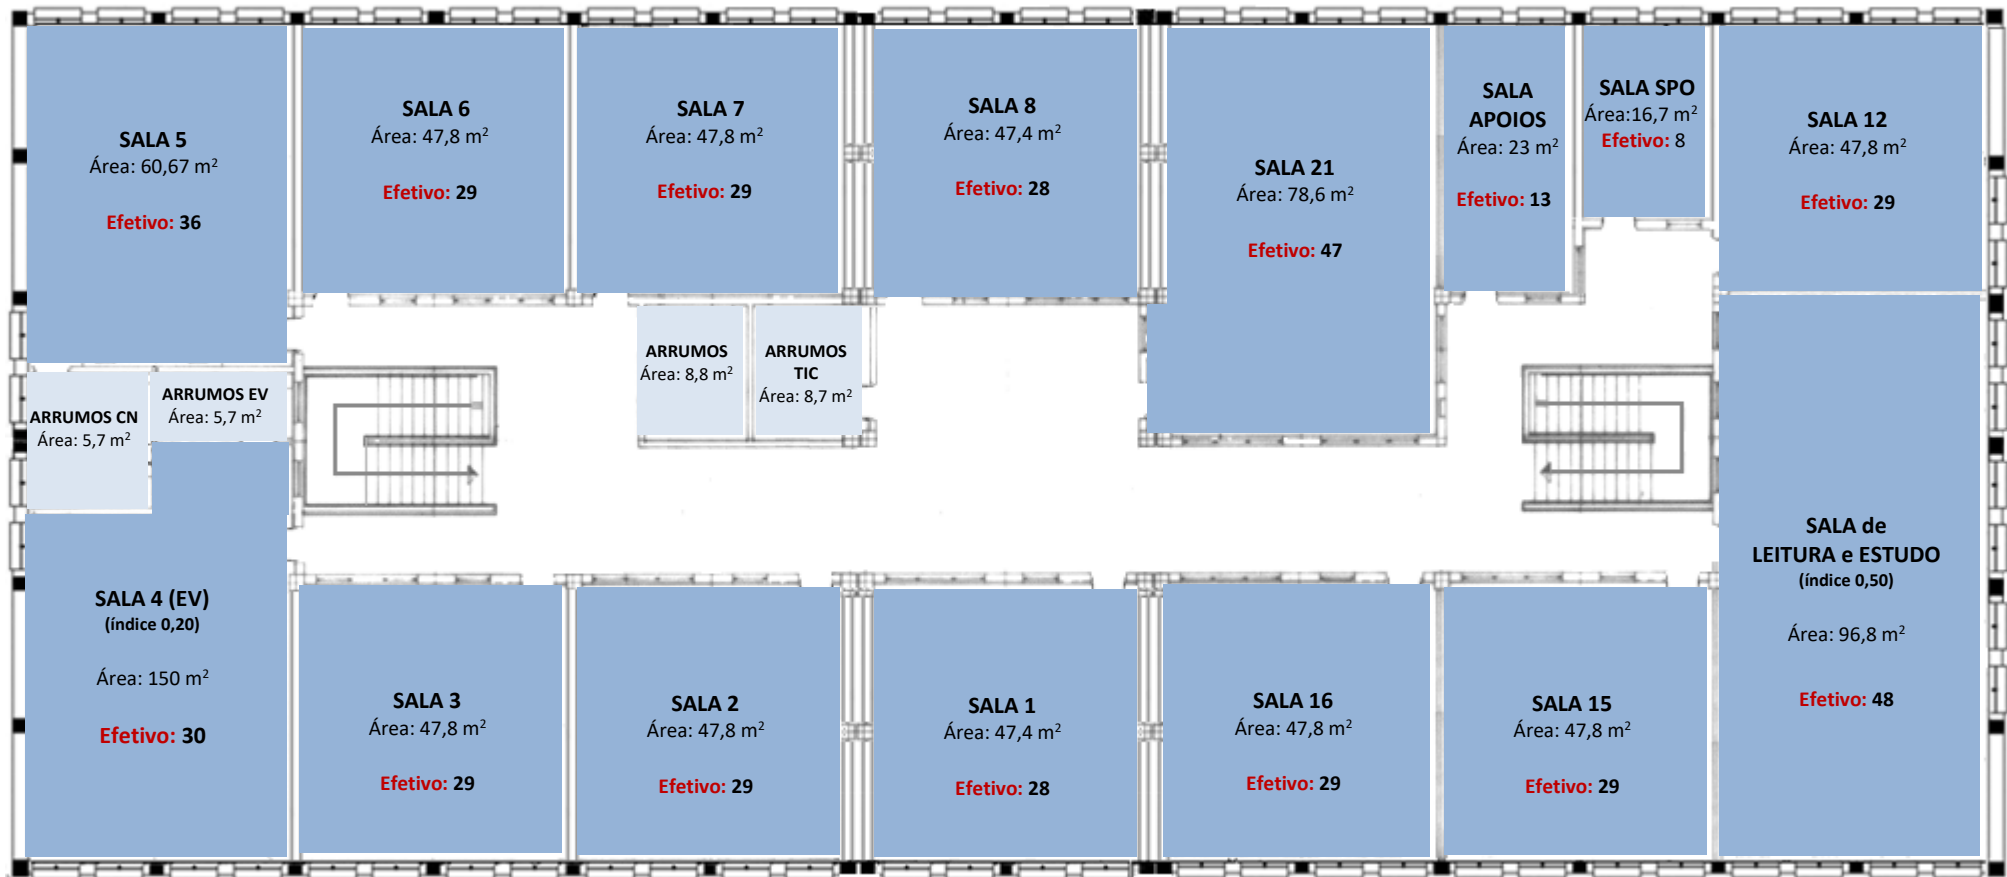 SALA 5
Área: 60,67 m²
Efetivo: 36
SALA 6
Área: 47,8 m²
Efetivo: 29
SALA 7
Área: 47,8 m²
Efetivo: 29
SALA 8
Área: 47,4 m²
Efetivo: 28
SALA 21
Área: 78,6 m²
Efetivo: 47
SALA
APOIOS
Área: 23 m²
Efetivo: 13
SALA SPO
Área:16,7 m²
Efetivo: 8
SALA 12
Área: 47,8 m²
Efetivo: 29
ARRUMOS CN
Área: 5,7 m²
ARRUMOS EV
Área: 5,7 m²
ARRUMOS
Área: 8,8 m²
ARRUMOS
TIC
Área: 8,7 m²
SALA 4 (EV)
(índice 0,20)
Área: 150 m²
Efetivo: 30
SALA 3
Área: 47,8 m²
Efetivo: 29
SALA 2
Área: 47,8 m²
Efetivo: 29
SALA 1
Área: 47,4 m²
Efetivo: 28
SALA 16
Área: 47,8 m²
Efetivo: 29
SALA 15
Área: 47,8 m²
Efetivo: 29
SALA de
LEITURA e ESTUDO
(índice 0,50)
Área: 96,8 m²
Efetivo: 48